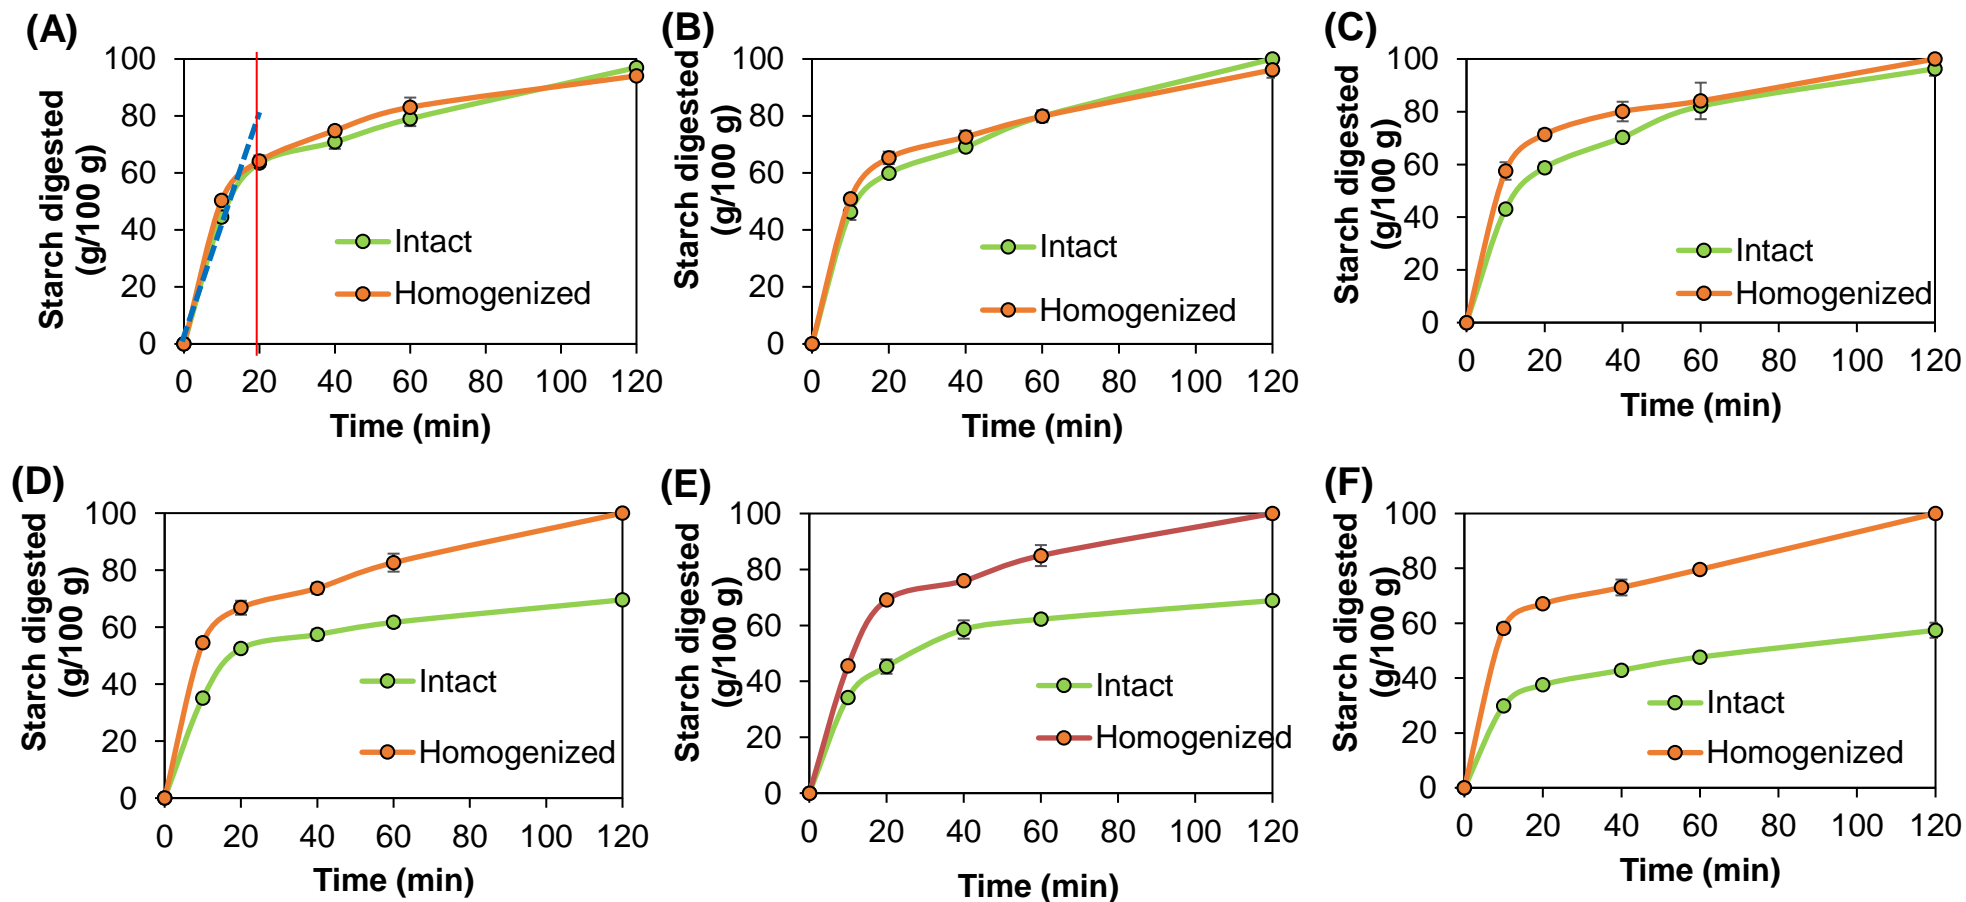 (A)
Starch digested
(g/100 g)
100
80
60
40
20
0
Intact
Homogenized
0 20 40 60 80 100 120
Time (min)
(B)
Starch digested
(g/100 g)
100
80
60
40
20
0
Intact
Homogenized
0 20 40 60 80 100 120
Time (min)
(C)
Starch digested
(g/100 g)
100
80
60
40
20
0
Intact
Homogenized
0 20 40 60 80 100 120
Time (min)
(D)
Starch digested
(g/100 g)
100
80
60
40
20
0
Intact
Homogenized
0 20 40 60 80 100 120
Time (min)
(E)
Starch digested
(g/100 g)
100
80
60
40
20
0
Intact
Homogenized
0 20 40 60 80 100 120
Time (min)
(F)
Starch digested
(g/100 g)
100
80
60
40
20
0
Intact
Homogenized
0 20 40 60 80 100 120
Time (min)